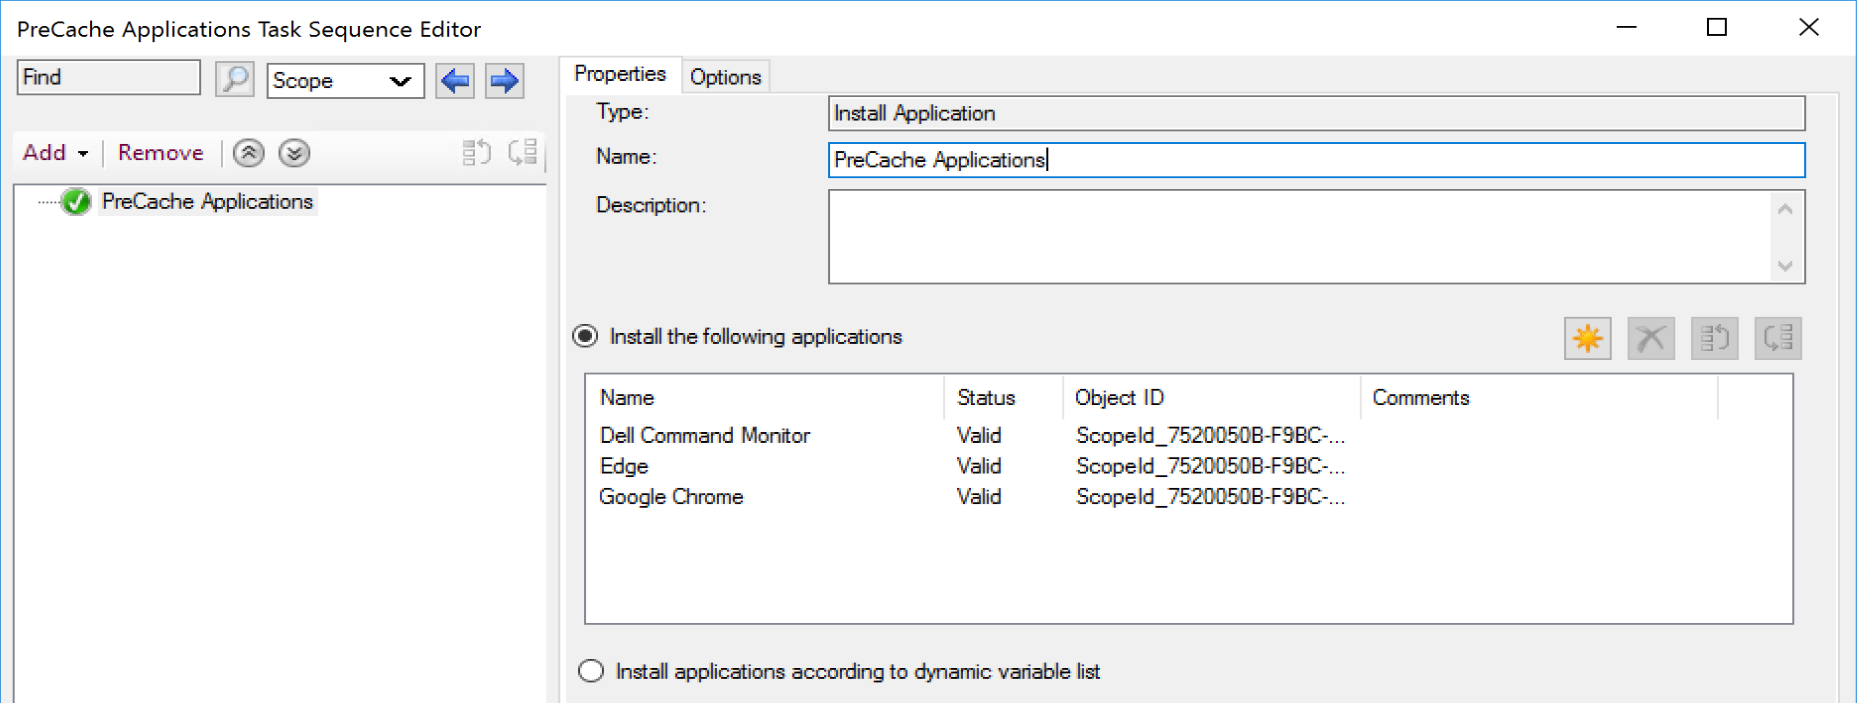 PreCache Applications Task Sequence Editor
Find
Scope
Properties
Options
Add
Remove
PreCache Applications
Type:
Install Application
Name:
PreCache Applications
Description:
Install the following applications
Name Status Object ID Comments
Dell Command Monitor Valid ScopeId_7520050B-F9BC-...
Edge Valid ScopeId_7520050B-F9BC-...
Google Chrome Valid ScopeId_7520050B-F9BC-...
Install applications according to dynamic variable list